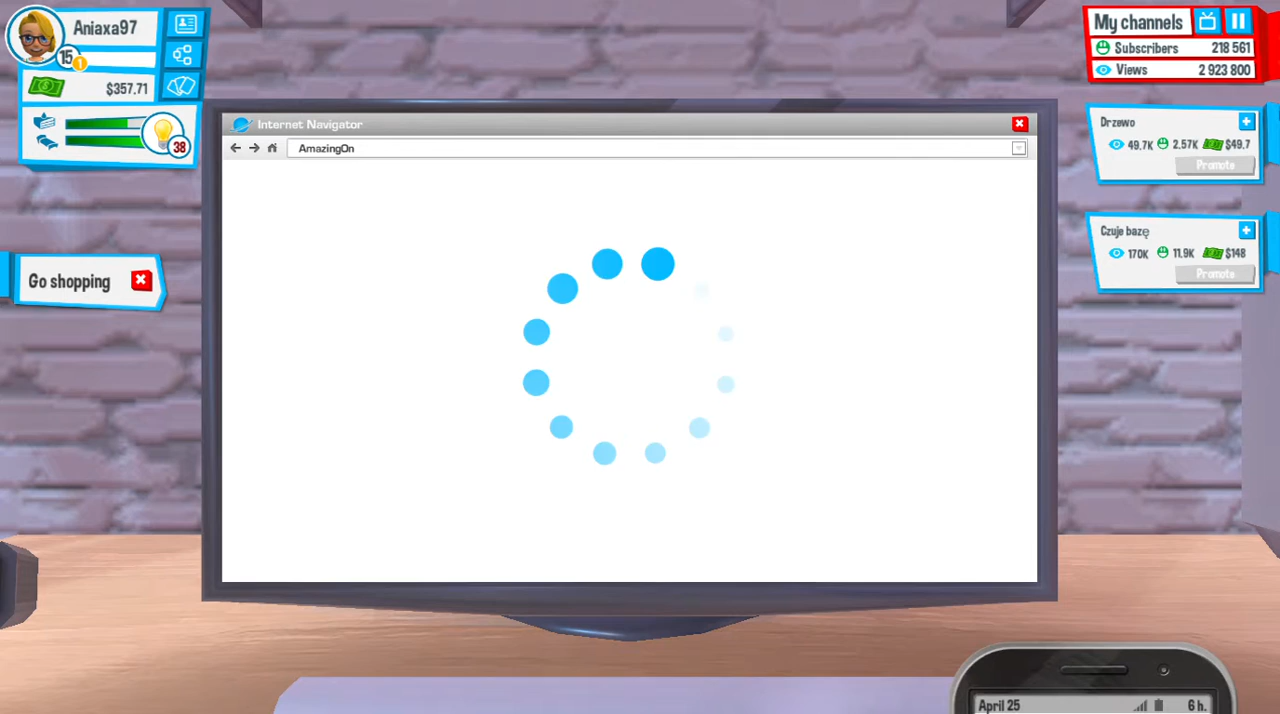 Aniaxa97
15
1
$357.71
38
Go shopping
Internet Navigator
AmazingOn
My channels
Subscribers 218 561
Views 2 923 800
Drzewo
49.7K 2.57K $49.7
Promote
Czuje bazę
170K 11.9K $148
Promote
April 25 6 h.